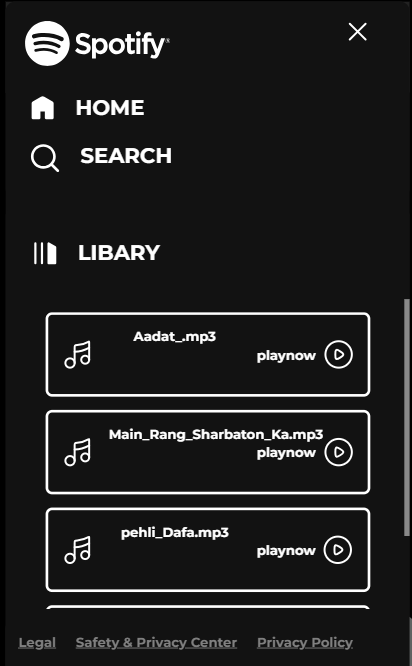 Spotify®
HOME
SEARCH
LIBARY
Aadat_.mp3
playnow
Main_Rang_Sharbaton_Ka.mp3
playnow
pehli_Dafa.mp3
playnow
Legal Safety & Privacy Center Privacy Policy